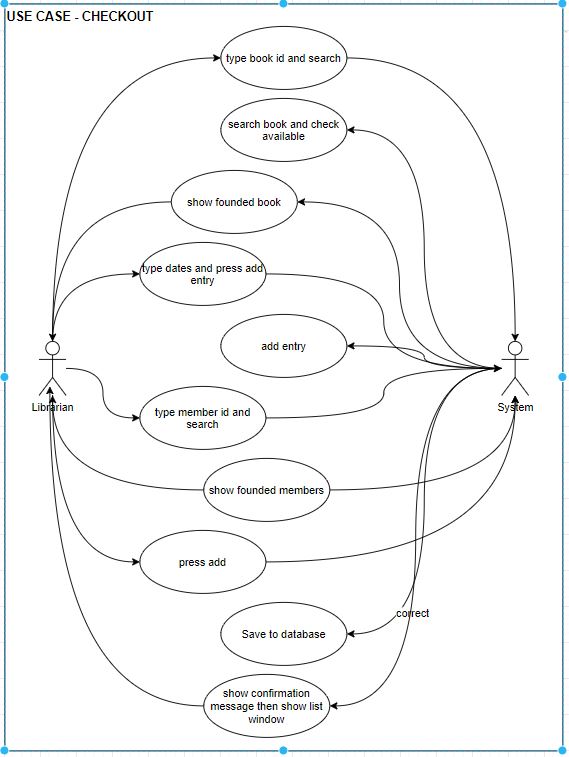 USE CASE - CHECKOUT
type book id and search
search book and check
available
show founded book
type dates and press add
entry
add entry
Librarian
System
type member id and
search
show founded members
press add
correct
Save to database
show confirmation
message then show list
window